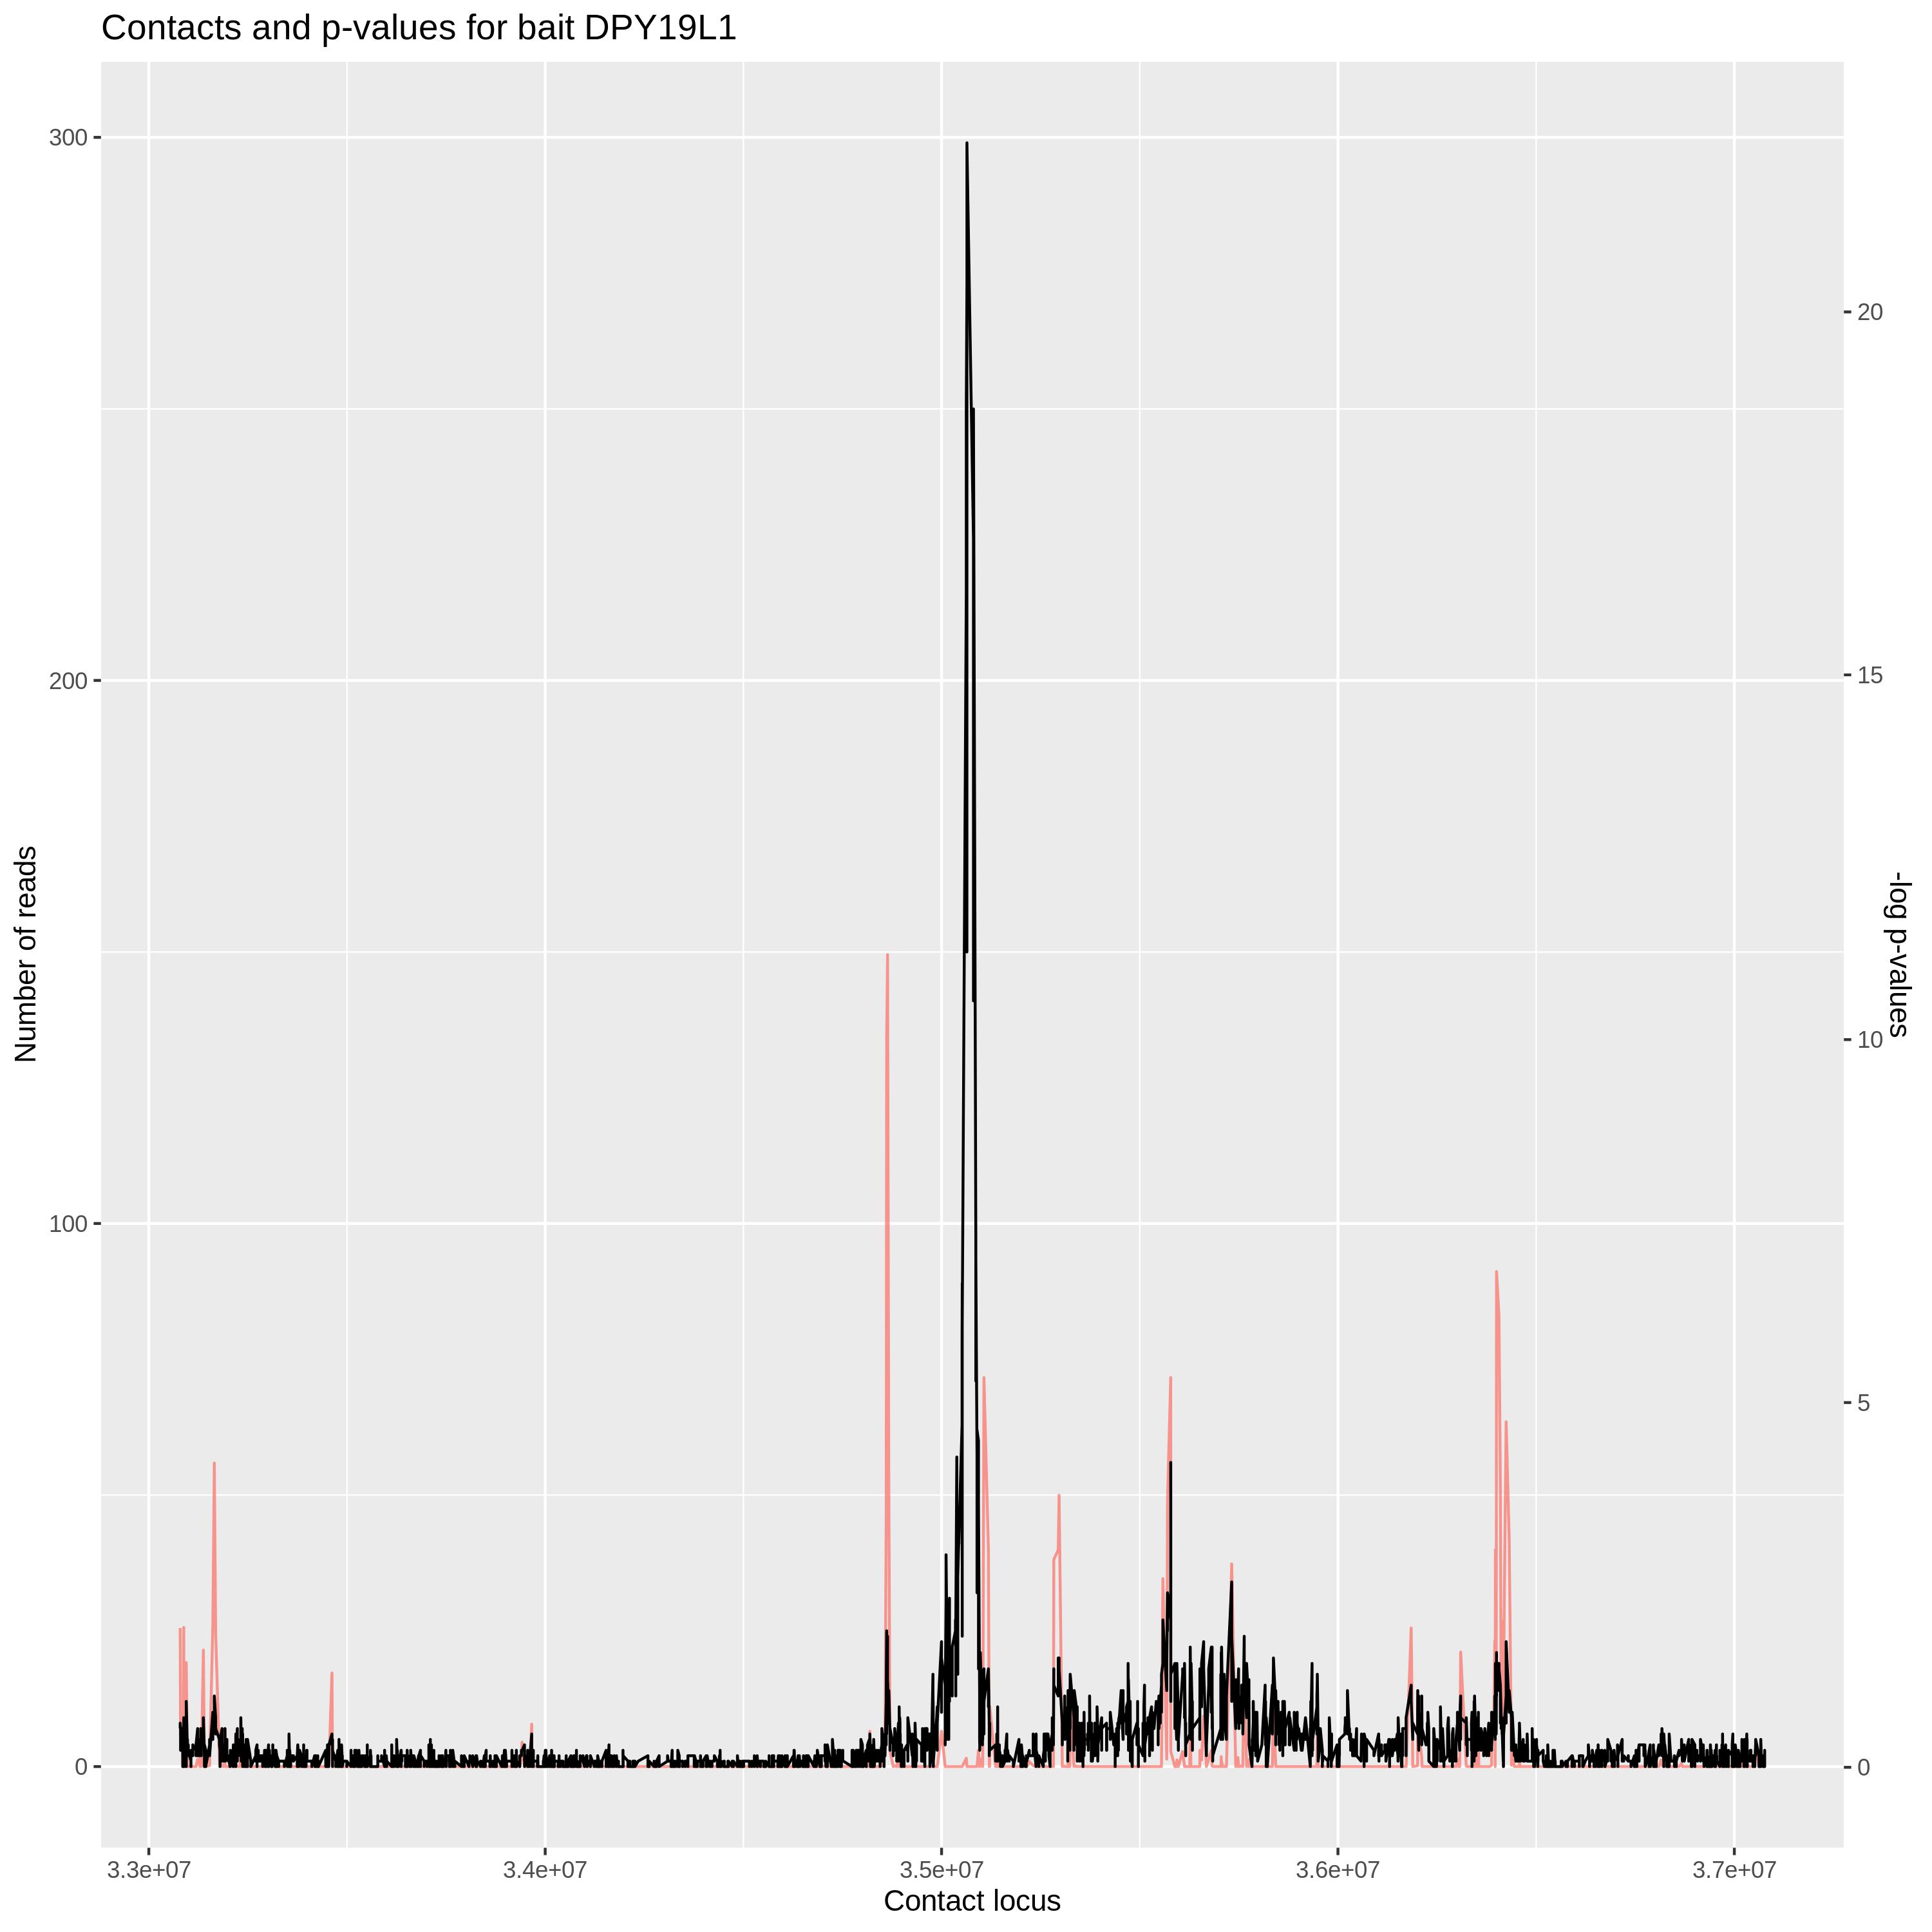 Contacts and p-values for bait DPY19L1
300
200
100
0
Number of reads
20
15
10
5
0
-log p-values
3.3e+07
3.4e+07
3.5e+07
3.6e+07
3.7e+07
Contact locus